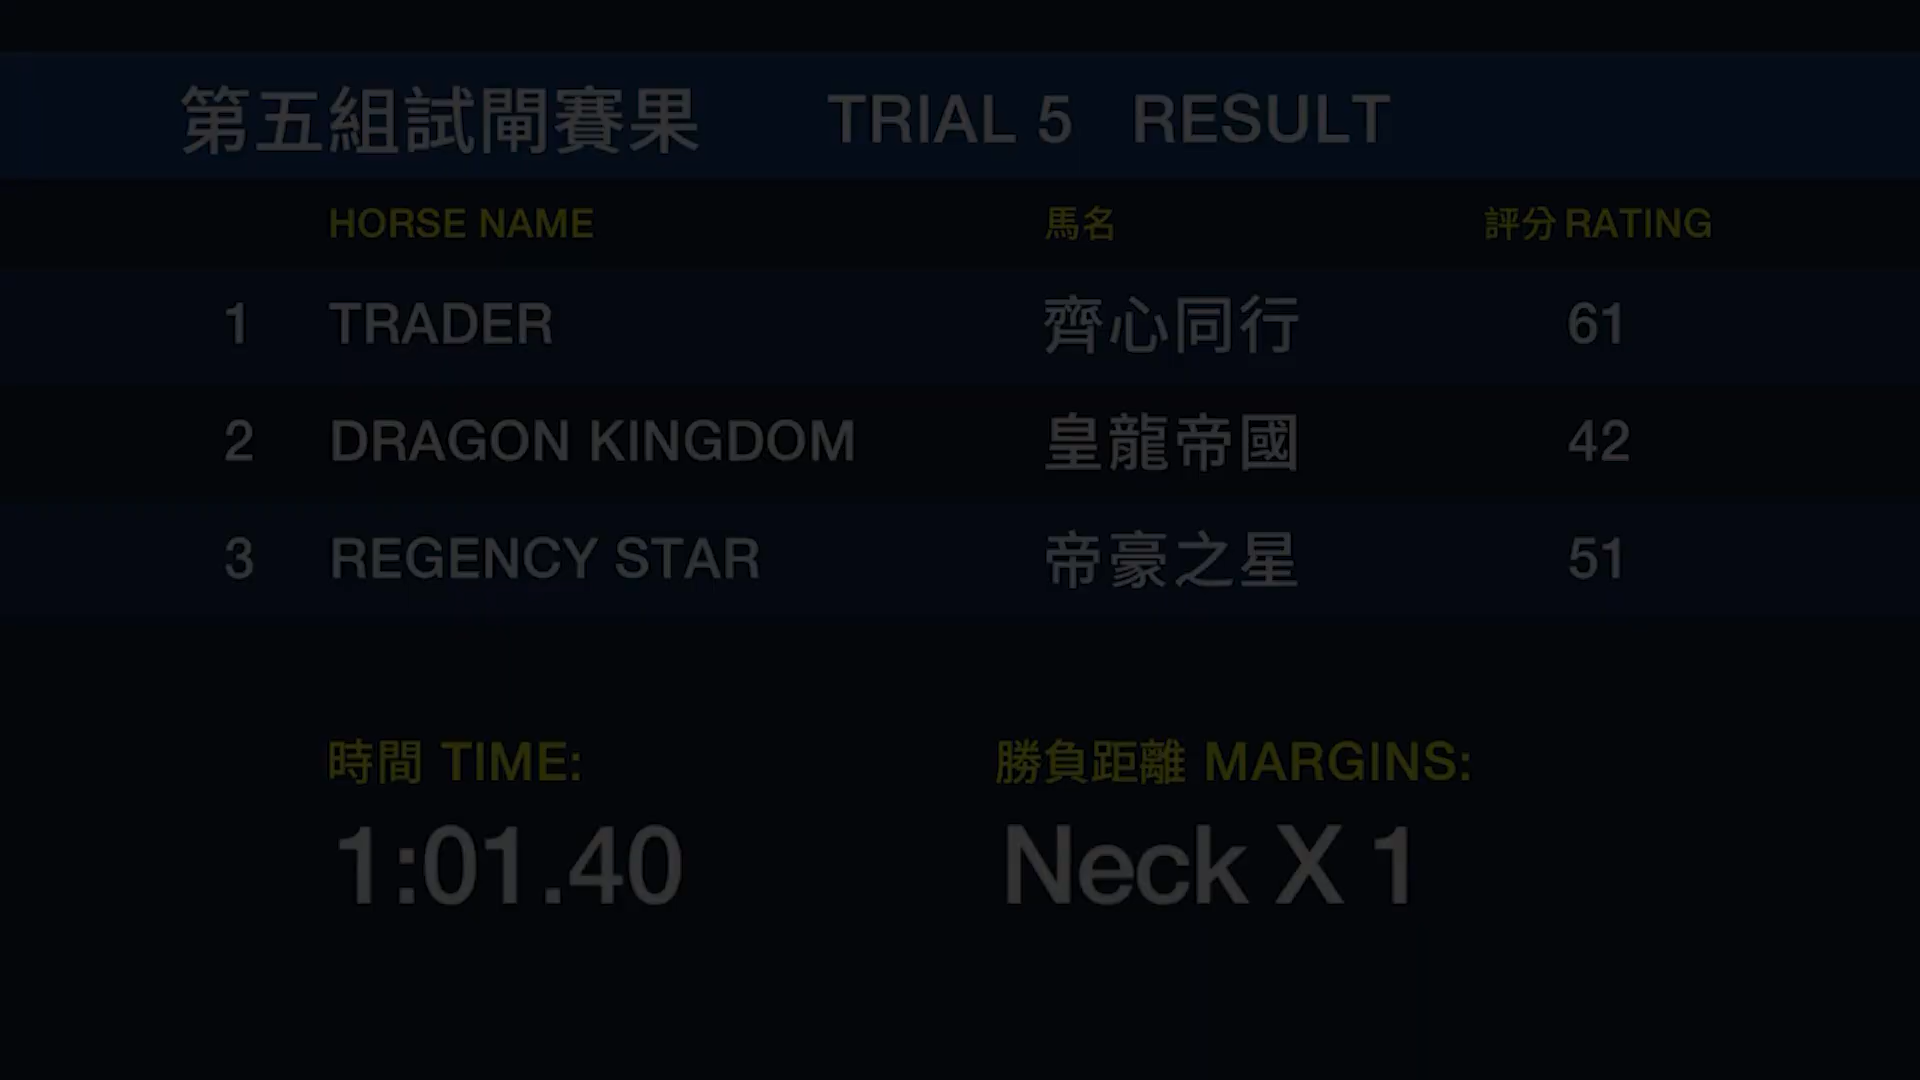 第五組試閘賽果 TRIAL 5 RESULT
HORSE NAME 馬名 評分 RATING
1 TRADER 齊心同行 61
2 DRAGON KINGDOM 皇龍帝國 42
3 REGENCY STAR 帝豪之星 51
時間 TIME: 勝負距離 MARGINS:
1:01.40 Neck X 1